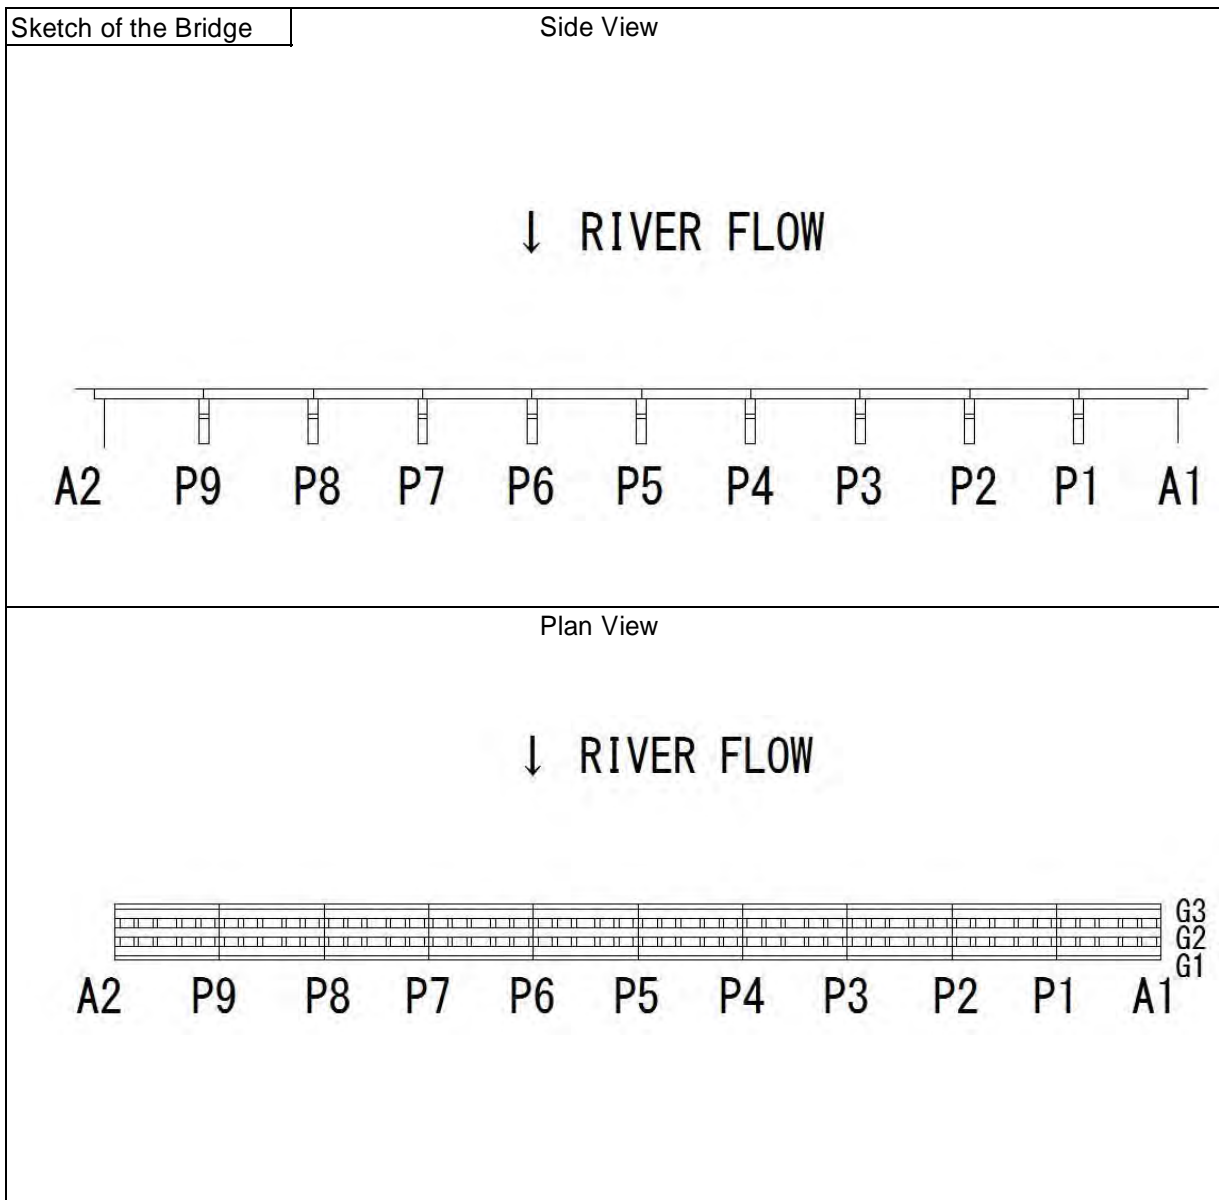 Sketch of the Bridge
Side View
↓ RIVER FLOW
A2 P9 P8 P7 P6 P5 P4 P3 P2 P1 A1
Plan View
↓ RIVER FLOW
G3
G2
G1
A2 P9 P8 P7 P6 P5 P4 P3 P2 P1 A1